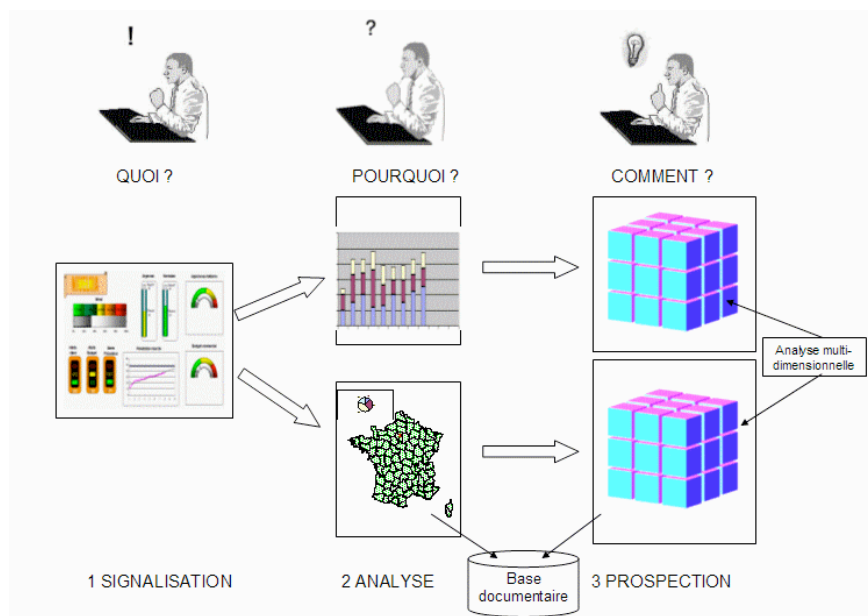 !
?
QUOI ?
POURQUOI ?
COMMENT ?
Analyse multi-
dimensionnelle
1 SIGNALISATION
2 ANALYSE
Base
documentaire
3 PROSPECTION